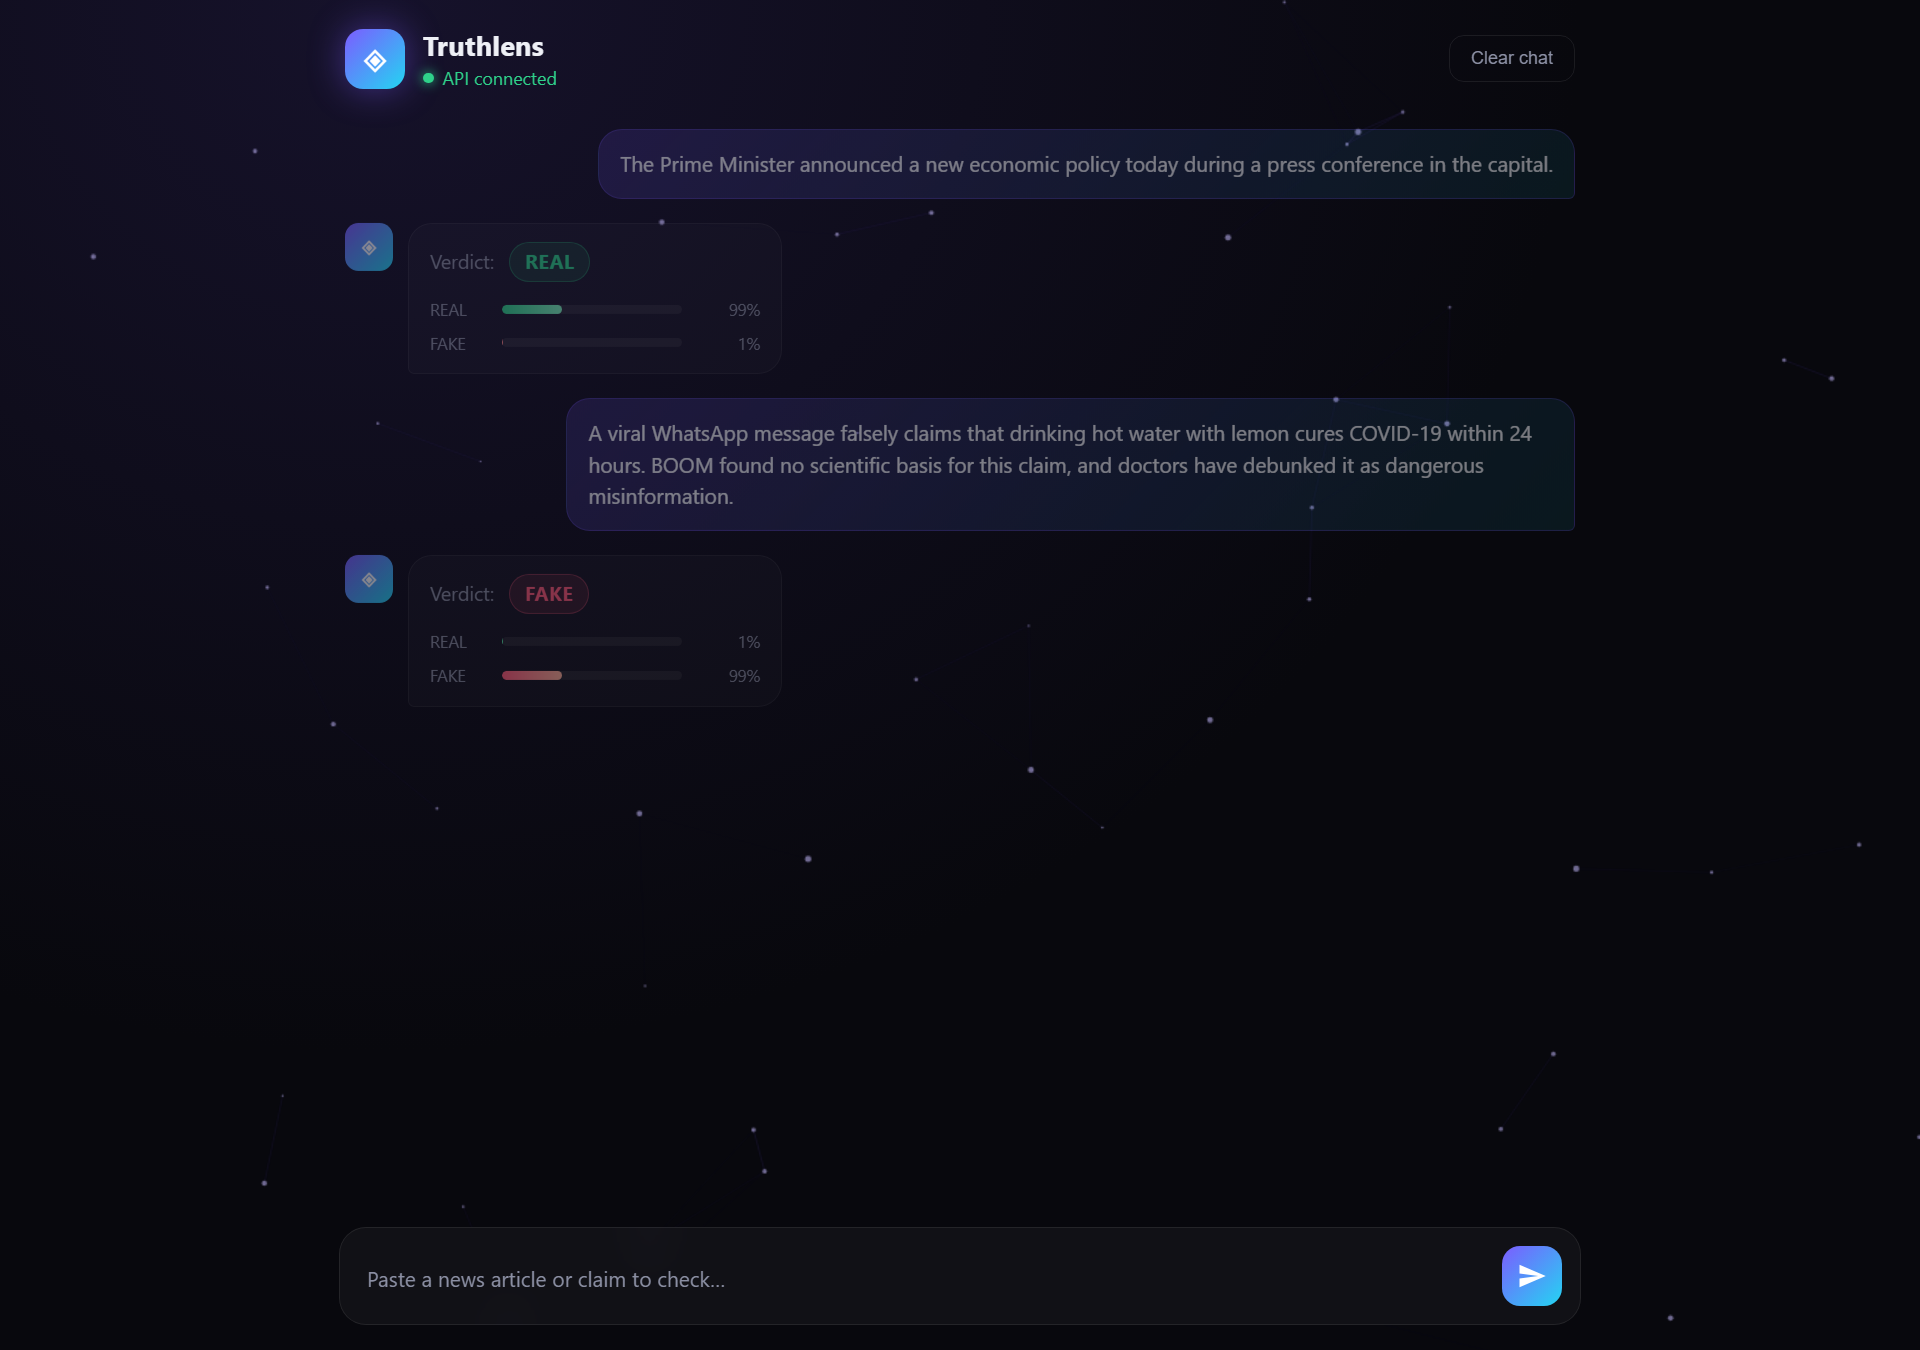 Truthlens
API connected
Clear chat
The Prime Minister announced a new economic policy today during a press conference in the capital.
Verdict: REAL
REAL 99%
FAKE 1%
A viral WhatsApp message falsely claims that drinking hot water with lemon cures COVID-19 within 24
hours. BOOM found no scientific basis for this claim, and doctors have debunked it as dangerous
misinformation.
Verdict: FAKE
REAL 1%
FAKE 99%
Paste a news article or claim to check...